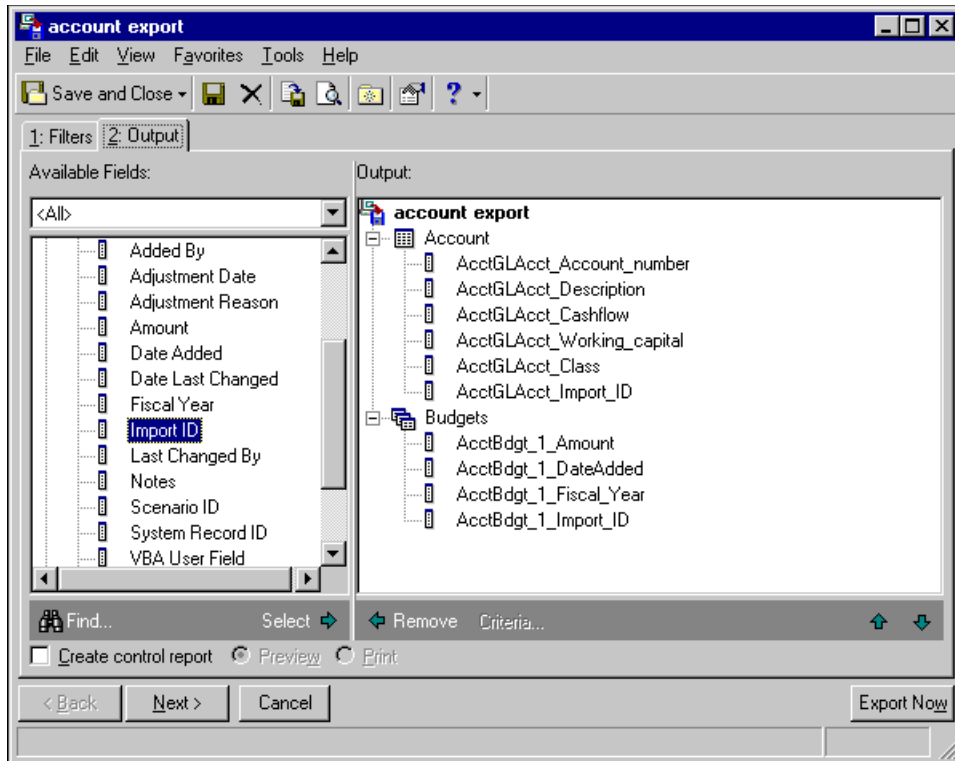 account export
File Edit View Favorites Tools Help
Save and Close
?
1: Filters 2: Output
Available Fields:
<All>
Added By
Adjustment Date
Adjustment Reason
Amount
Date Added
Date Last Changed
Fiscal Year
Import ID
Last Changed By
Notes
Scenario ID
System Record ID
VBA User Field
Find... Select
Output:
account export
Account
AcctGLAcct_Account_number
AcctGLAcct_Description
AcctGLAcct_Cashflow
AcctGLAcct_Working_capital
AcctGLAcct_Class
AcctGLAcct_Import_ID
Budgets
AcctBdgt_1_Amount
AcctBdgt_1_DateAdded
AcctBdgt_1_Fiscal_Year
AcctBdgt_1_Import_ID
Remove Criteria...
Create control report Preview Print
< Back Next > Cancel Export Now